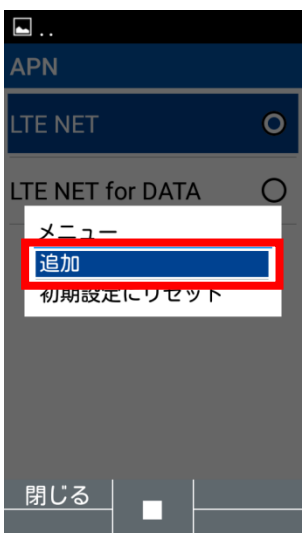 ..
APN
LTE NET
LTE NET for DATA
メニュー
追加
初期設定にリセット
閉じる